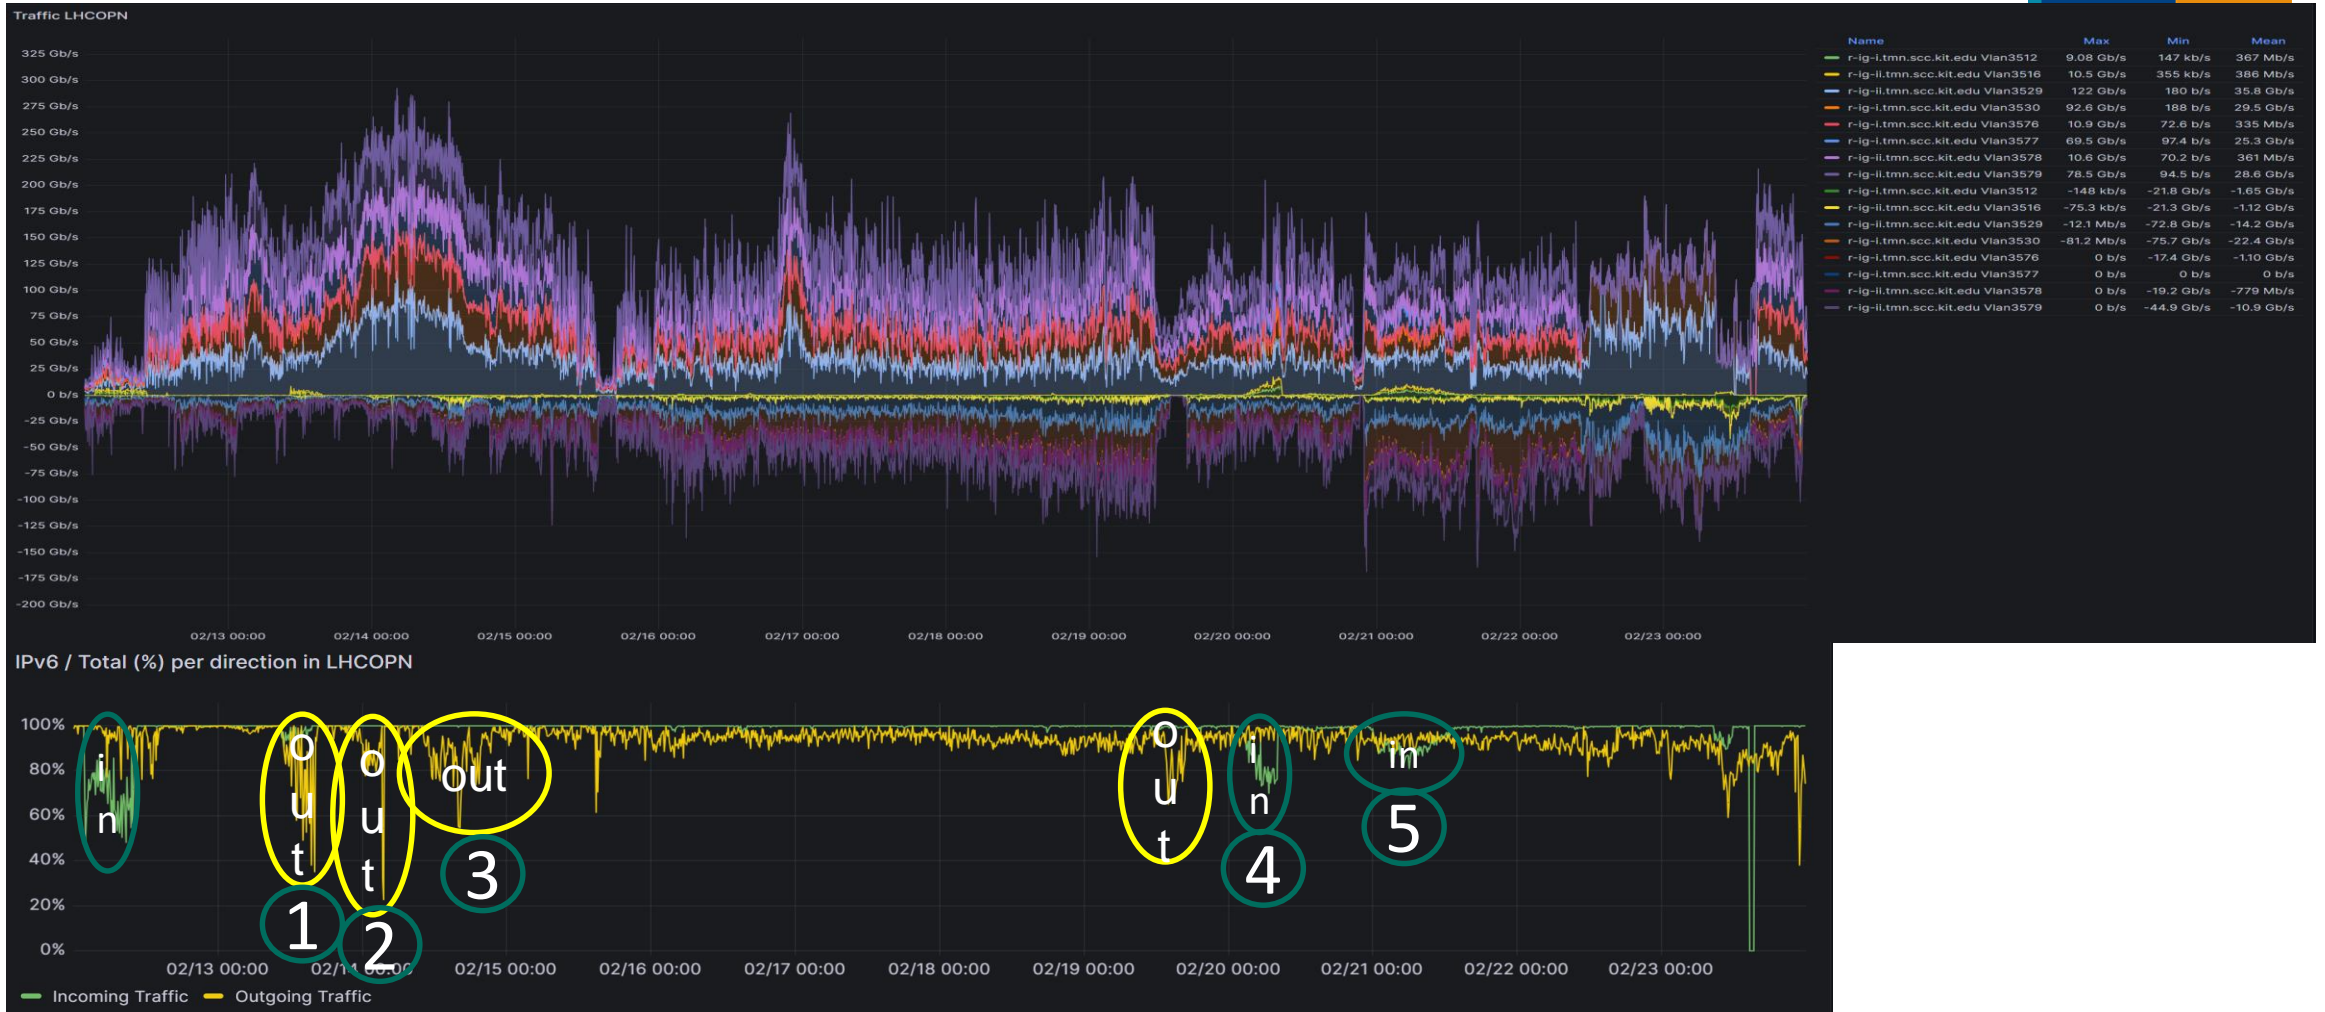 Traffic LHCOPN
325 Gb/s
300 Gb/s
275 Gb/s
250 Gb/s
225 Gb/s
200 Gb/s
175 Gb/s
150 Gb/s
125 Gb/s
100 Gb/s
75 Gb/s
50 Gb/s
25 Gb/s
0 b/s
-25 Gb/s
-50 Gb/s
-75 Gb/s
-100 Gb/s
-125 Gb/s
-150 Gb/s
-175 Gb/s
-200 Gb/s
02/13 00:00 02/14 00:00 02/15 00:00 02/16 00:00 02/17 00:00 02/18 00:00 02/19 00:00 02/20 00:00 02/21 00:00 02/22 00:00 02/23 00:00
Name Max Min Mean
r-ig-i.tmn.scc.kit.edu Vlan3512 9.08 Gb/s 147 kb/s 367 Mb/s
r-ig-ii.tmn.scc.kit.edu Vlan3516 10.5 Gb/s 355 kb/s 386 Mb/s
r-ig-ii.tmn.scc.kit.edu Vlan3529 122 Gb/s 180 b/s 35.8 Gb/s
r-ig-i.tmn.scc.kit.edu Vlan3530 92.6 Gb/s 188 b/s 29.5 Gb/s
r-ig-i.tmn.scc.kit.edu Vlan3576 10.9 Gb/s 72.6 b/s 335 Mb/s
r-ig-i.tmn.scc.kit.edu Vlan3577 69.5 Gb/s 97.4 b/s 25.3 Gb/s
r-ig-ii.tmn.scc.kit.edu Vlan3578 10.6 Gb/s 70.2 b/s 361 Mb/s
r-ig-ii.tmn.scc.kit.edu Vlan3579 78.5 Gb/s 94.5 b/s 28.6 Gb/s
r-ig-i.tmn.scc.kit.edu Vlan3512 -148 kb/s -21.8 Gb/s -1.65 Gb/s
r-ig-ii.tmn.scc.kit.edu Vlan3516 -75.3 kb/s -21.3 Gb/s -1.12 Gb/s
r-ig-ii.tmn.scc.kit.edu Vlan3529 -12.1 Mb/s -72.8 Gb/s -14.2 Gb/s
r-ig-i.tmn.scc.kit.edu Vlan3530 -81.2 Mb/s -75.7 Gb/s -22.4 Gb/s
r-ig-i.tmn.scc.kit.edu Vlan3576 0 b/s -17.4 Gb/s -1.10 Gb/s
r-ig-i.tmn.scc.kit.edu Vlan3577 0 b/s 0 b/s 0 b/s
r-ig-ii.tmn.scc.kit.edu Vlan3578 0 b/s -19.2 Gb/s -779 Mb/s
r-ig-ii.tmn.scc.kit.edu Vlan3579 0 b/s -44.9 Gb/s -10.9 Gb/s
IPv6 / Total (%) per direction in LHCOPN
100%
80%
60%
40%
20%
0%
in
out
out
out
out
in
in
1
2
3
4
5
02/13 00:00 02/14 00:00 02/15 00:00 02/16 00:00 02/17 00:00 02/18 00:00 02/19 00:00 02/20 00:00 02/21 00:00 02/22 00:00 02/23 00:00
Incoming Traffic Outgoing Traffic